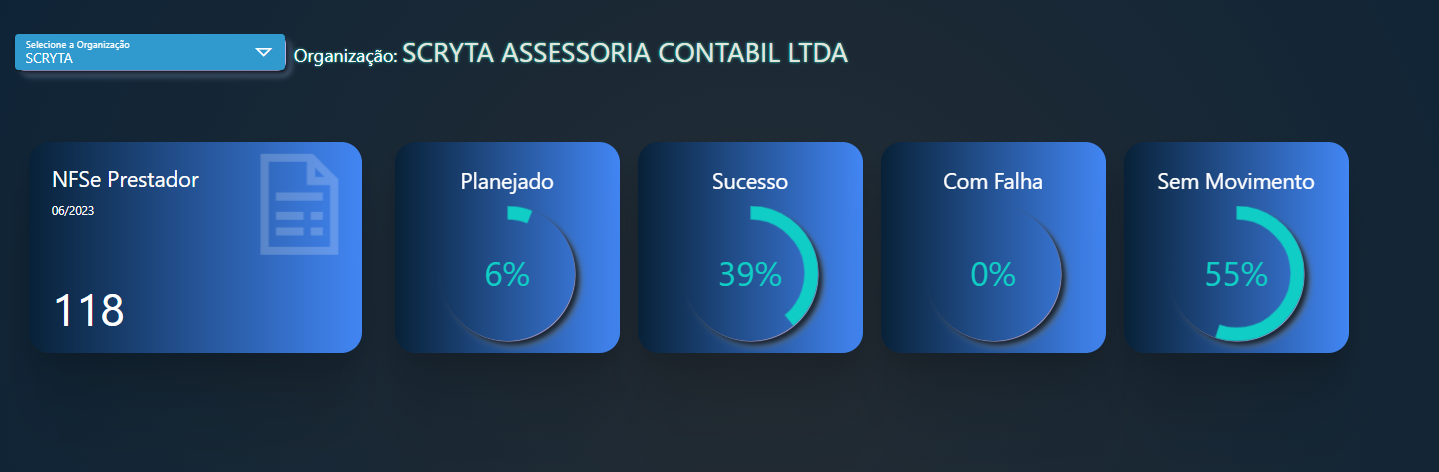 Selecione a Organização
SCRYTA
Organização: SCRYTA ASSESSORIA CONTABIL LTDA
NFSe Prestador
06/2023
118
Planejado
6%
Sucesso
39%
Com Falha
0%
Sem Movimento
55%